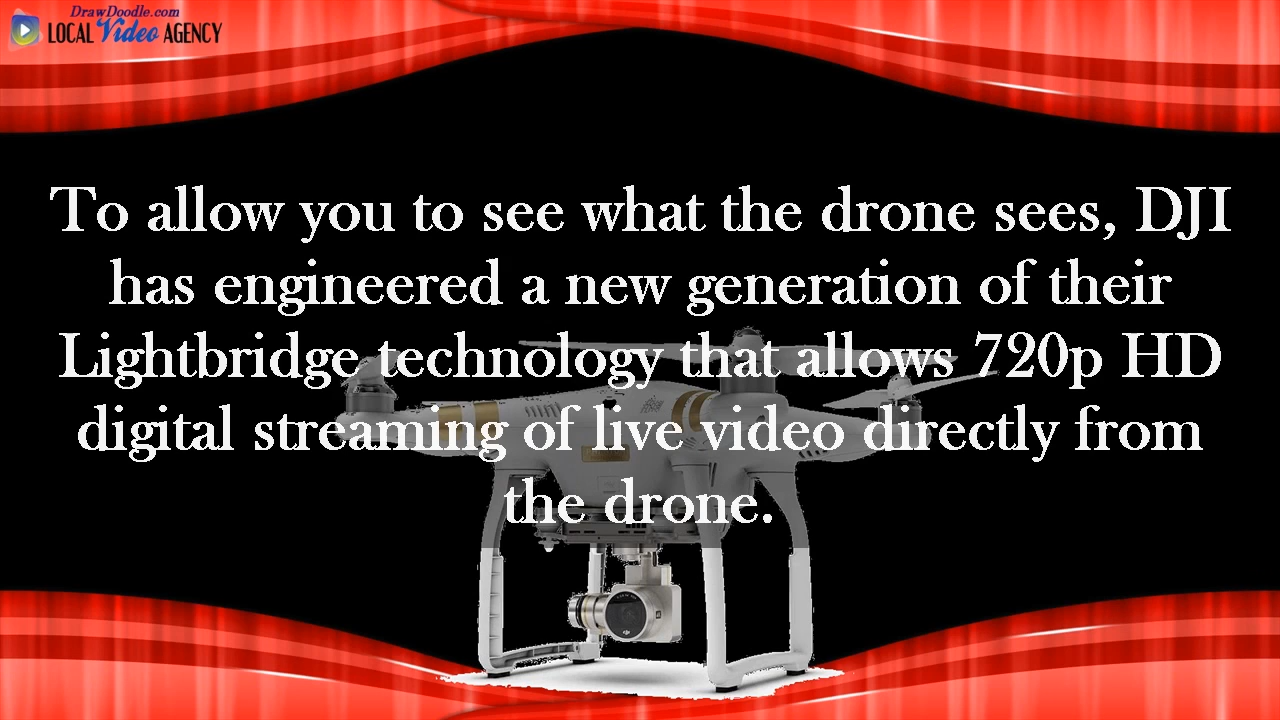 DrawDoodle.com
LOCAL Video AGENCY
To allow you to see what the drone sees, DJI
has engineered a new generation of their
Lightbridge technology that allows 720p HD
digital streaming of live video directly from
the drone.